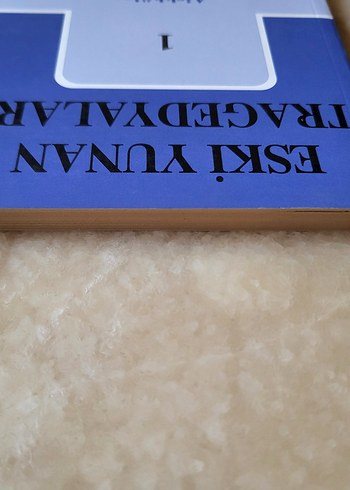 ESKİ YUNAN
TRAGEDYALAR
1